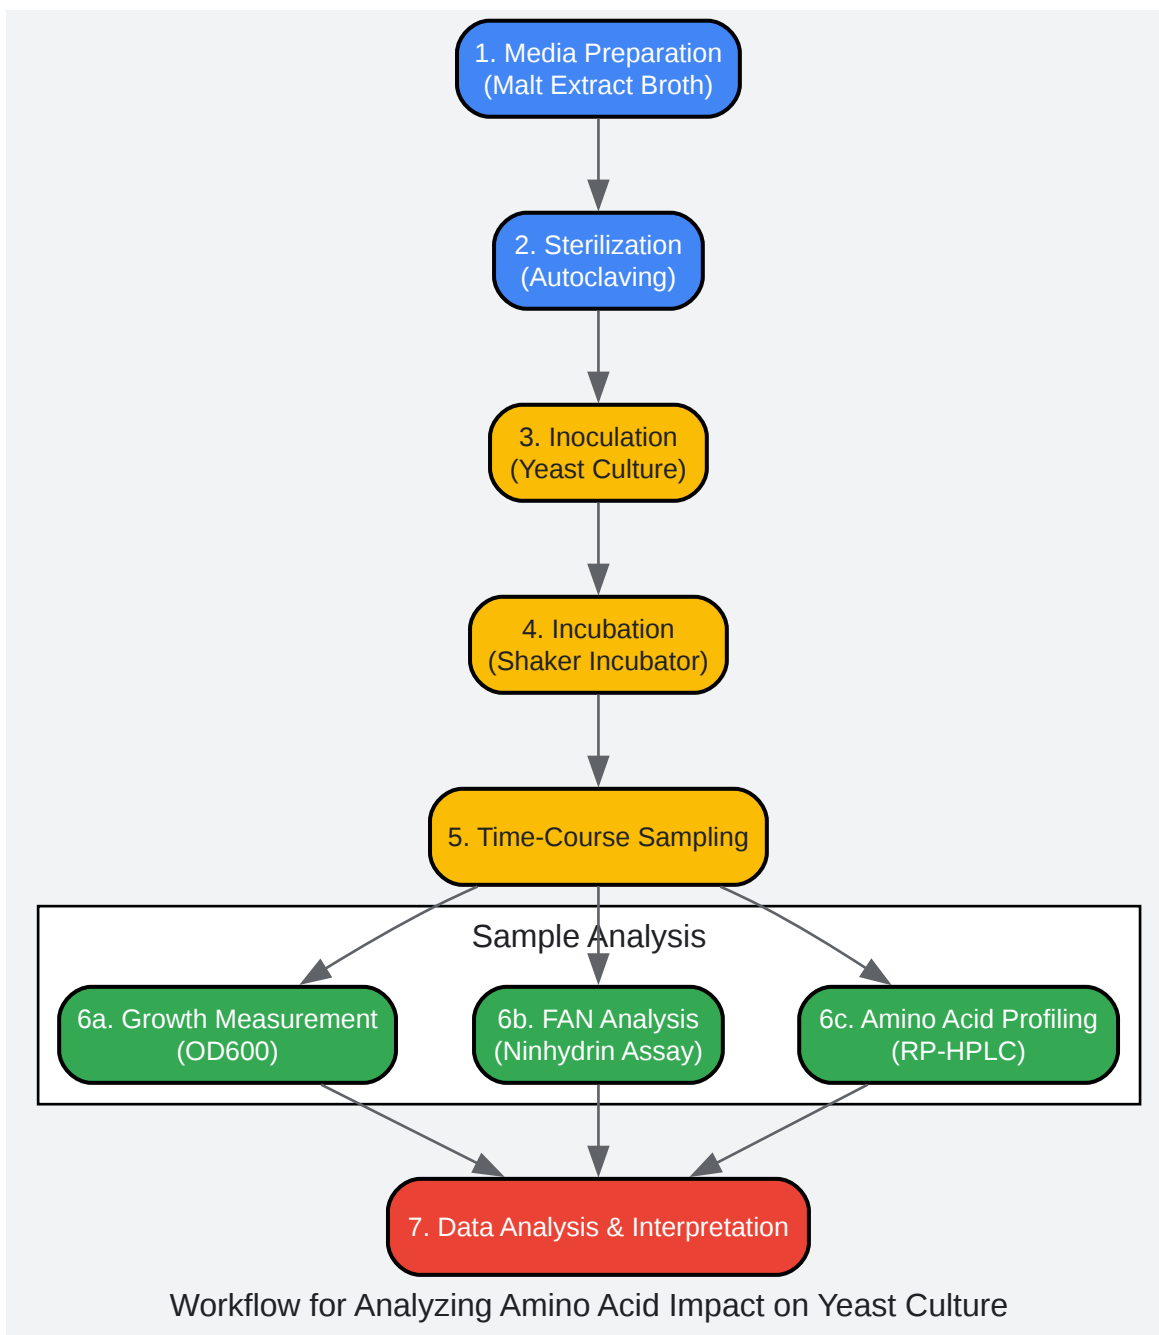 1. Media Preparation
(Malt Extract Broth)
2. Sterilization
(Autoclaving)
3. Inoculation
(Yeast Culture)
4. Incubation
(Shaker Incubator)
5. Time-Course Sampling
Sample Analysis
6a. Growth Measurement
(OD600)
6b. FAN Analysis
(Ninhydrin Assay)
6c. Amino Acid Profiling
(RP-HPLC)
7. Data Analysis & Interpretation
Workflow for Analyzing Amino Acid Impact on Yeast Culture